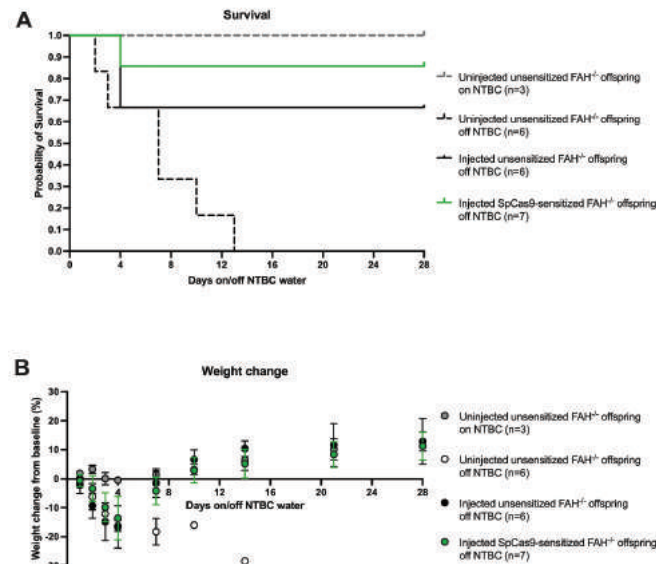 A
Survival
Probability of Survival
1.0
0.9
0.8
0.7
0.6
0.5
0.4
0.3
0.2
0.1
0.0
0 4 8 12 16 20 24 28
Days on/off NTBC water
Uninjected unsensitized FAH-/- offspring
on NTBC (n=3)
Uninjected unsensitized FAH-/- offspring
off NTBC (n=6)
Injected unsensitized FAH-/- offspring
off NTBC (n=6)
Injected SpCas9-sensitized FAH-/- offspring
off NTBC (n=7)
B
Weight change
Weight change from baseline (%)
30
20
10
0
-10
-20
-30
4 8 12 16 20 24 28
Days on/off NTBC water
Uninjected unsensitized FAH-/- offspring
on NTBC (n=3)
Uninjected unsensitized FAH-/- offspring
off NTBC (n=6)
Injected unsensitized FAH-/- offspring
off NTBC (n=6)
Injected SpCas9-sensitized FAH-/- offspring
off NTBC (n=7)